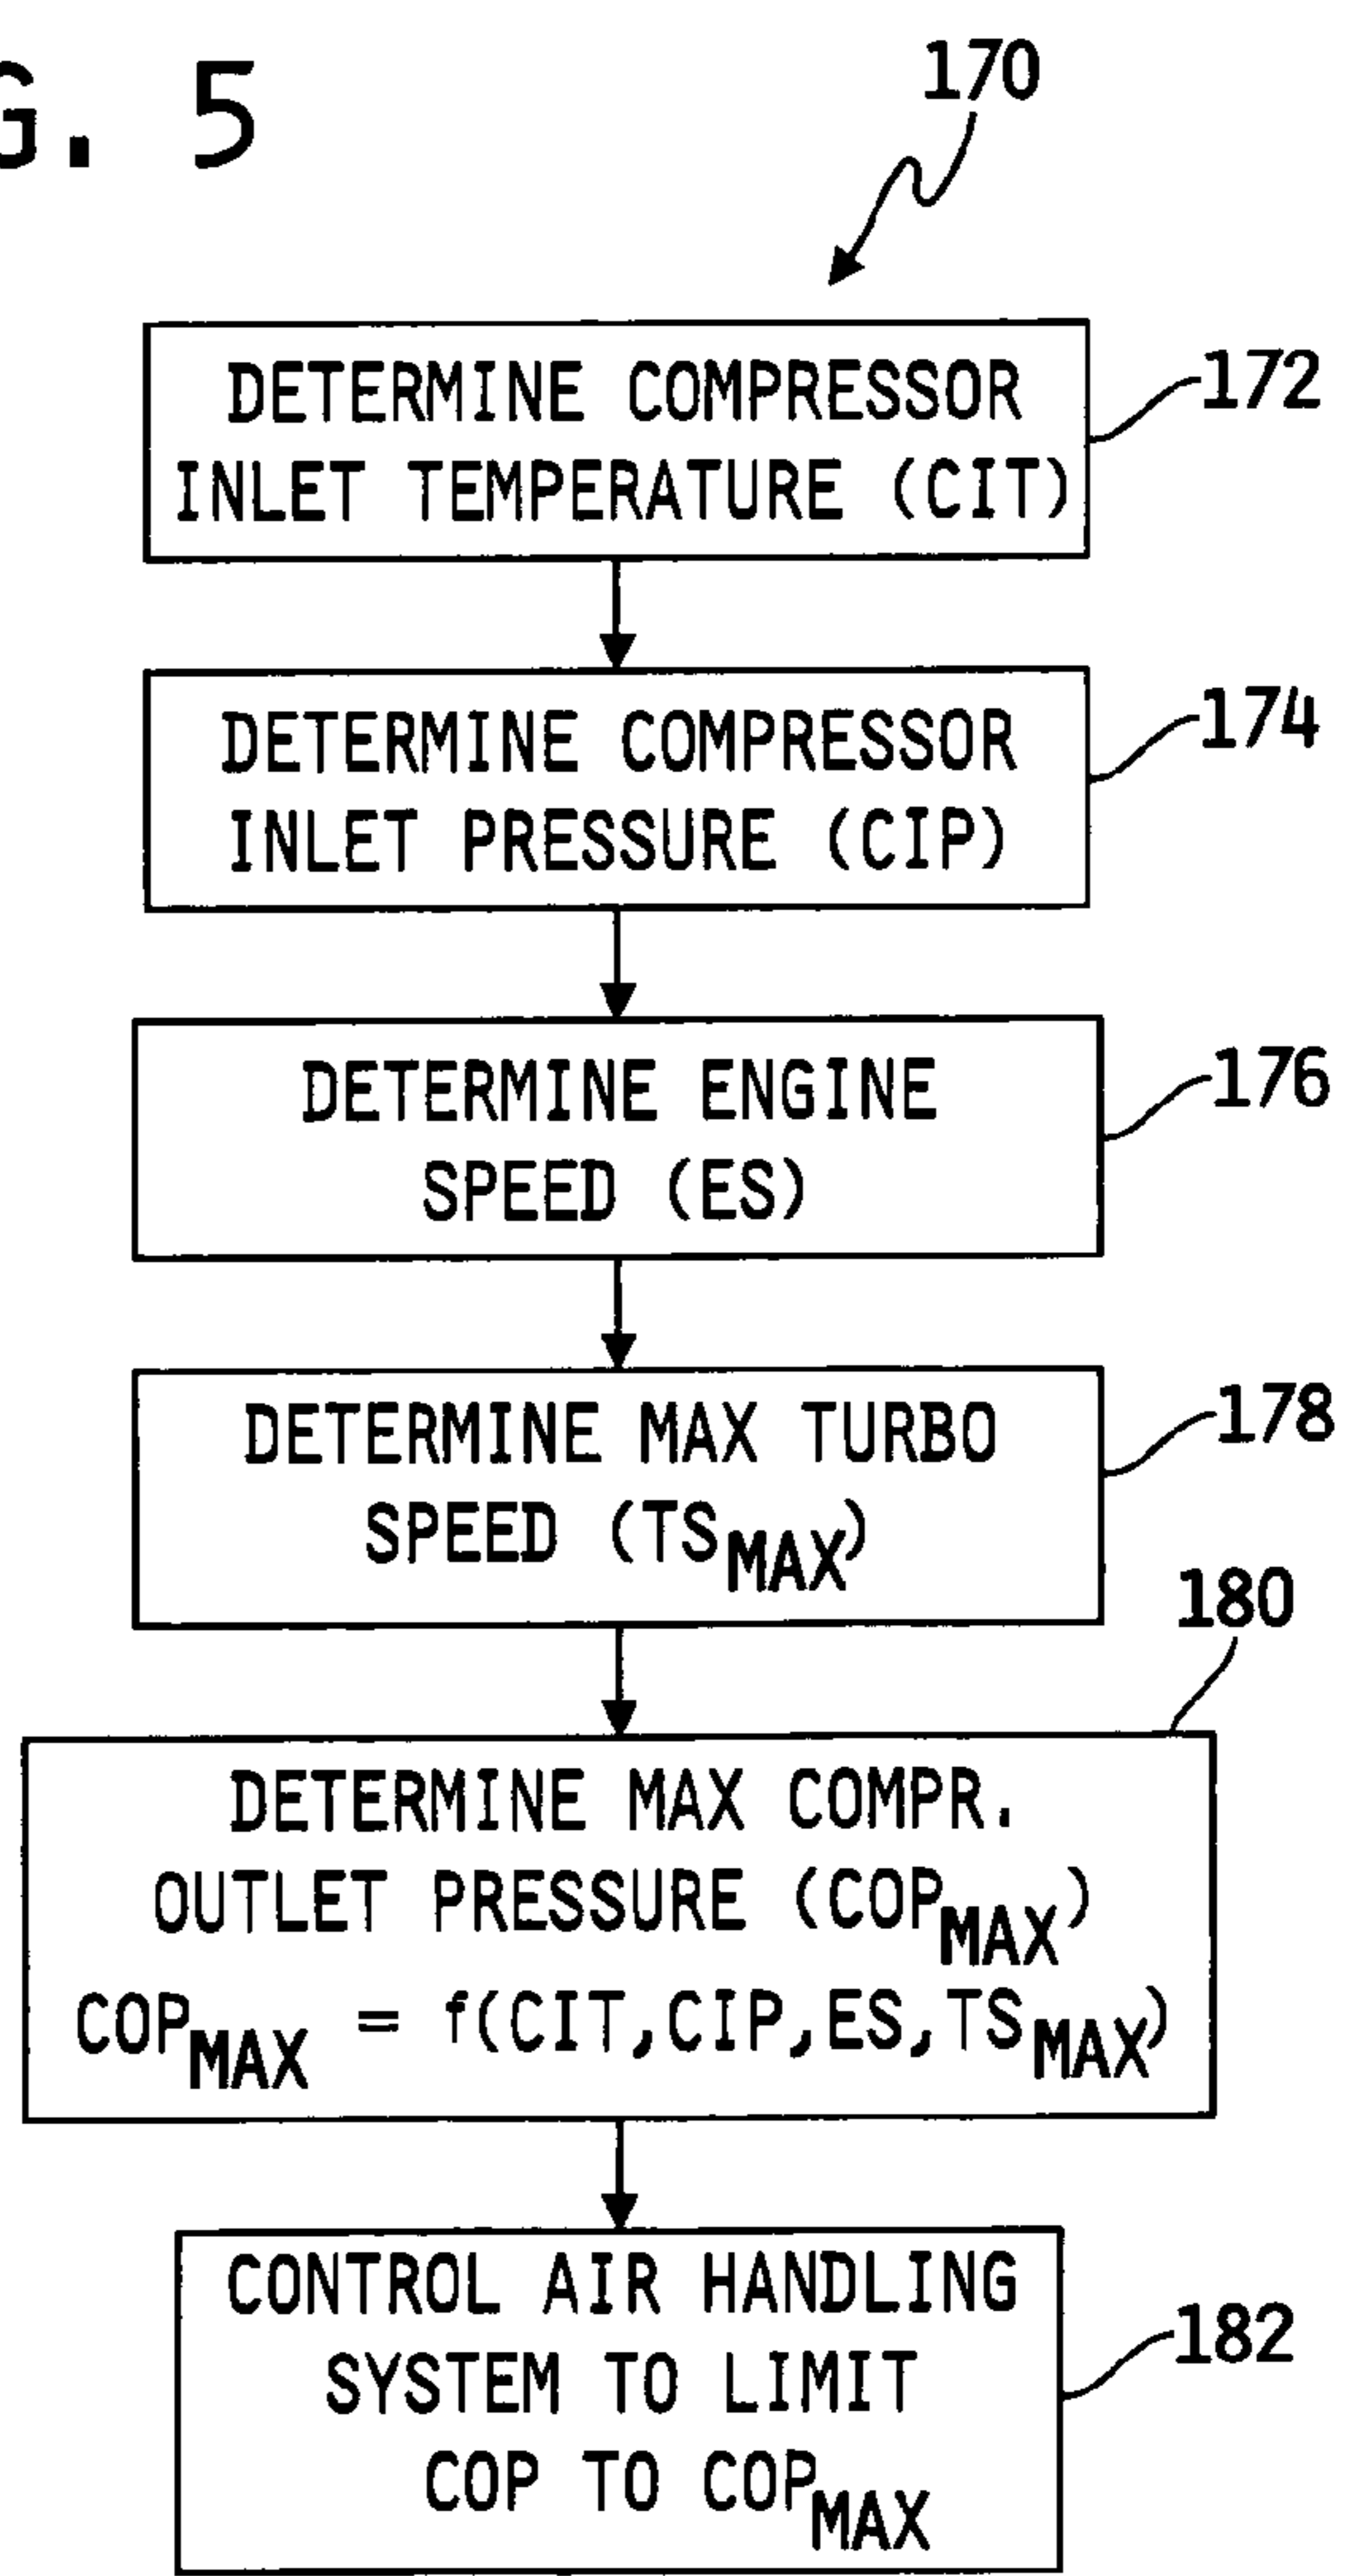 G. 5
170
DETERMINE COMPRESSOR
INLET TEMPERATURE (CIT)
172
DETERMINE COMPRESSOR
INLET PRESSURE (CIP)
174
DETERMINE ENGINE
SPEED (ES)
176
DETERMINE MAX TURBO
SPEED (TSMAX)
178
180
DETERMINE MAX COMPR.
OUTLET PRESSURE (COPMAX)
COPMAX = f(CIT,CIP,ES,TSMAX)
CONTROL AIR HANDLING
SYSTEM TO LIMIT
COP TO COPMAX
182